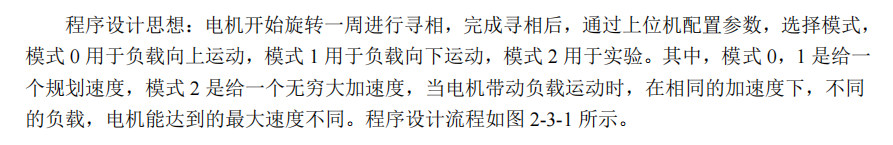 程序设计思想：电机开始旋转一周进行寻相，完成寻相后，通过上位机配置参数，选择模式，
模式 0 用于负载向上运动，模式 1 用于负载向下运动，模式 2 用于实验。其中，模式 0，1 是给一
个规划速度，模式 2 是给一个无穷大加速度，当电机带动负载运动时，在相同的加速度下，不同
的负载，电机能达到的最大速度不同。程序设计流程如图 2-3-1 所示。